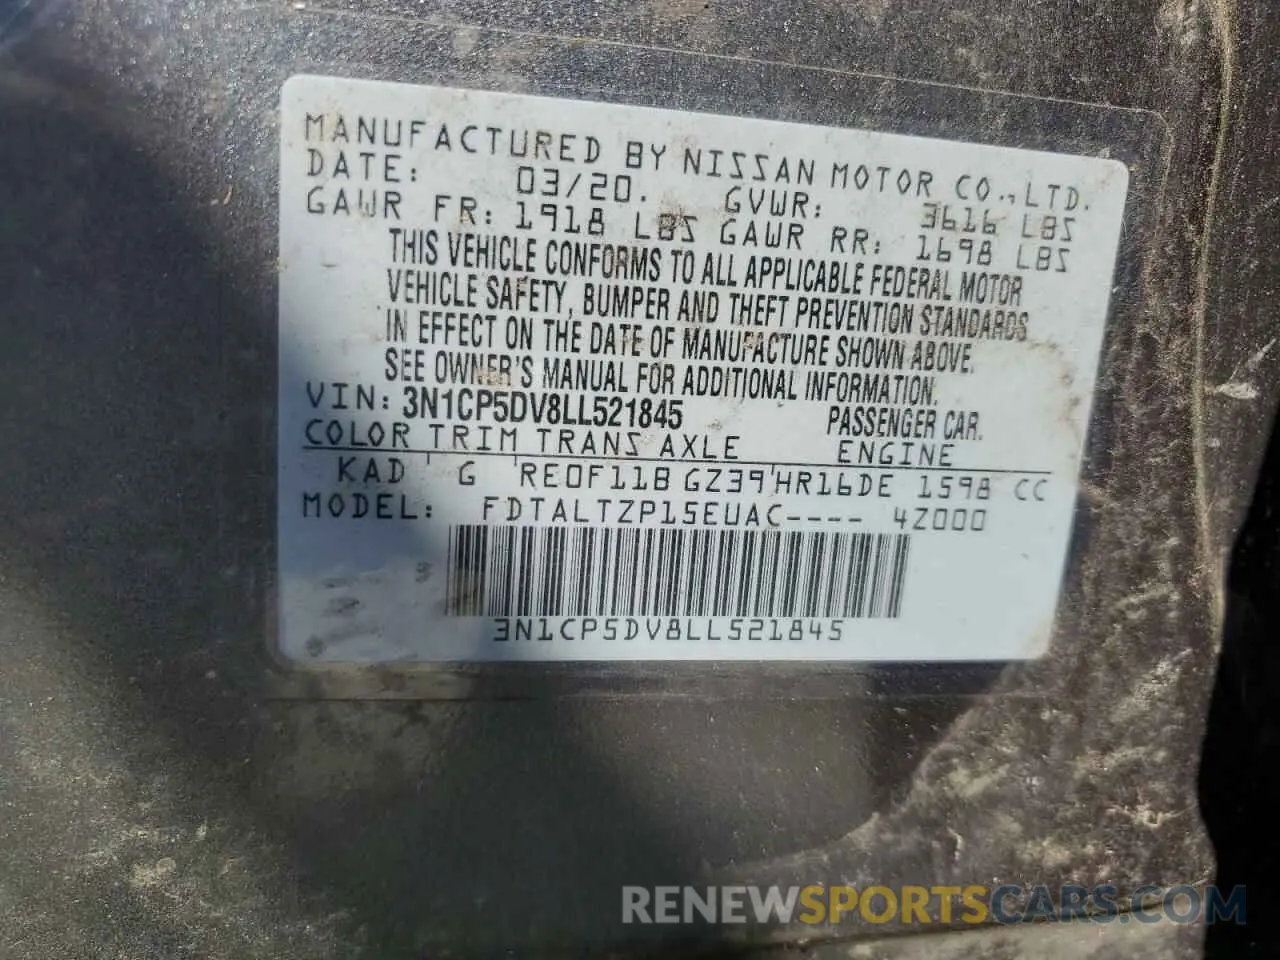 MANUFACTURED BY NISSAN MOTOR CO., LTD.
DATE: 03/20. GVWR: 3616 LBS
GAWR FR: 1918 LBS GAWR RR: 1698 LBS
THIS VEHICLE CONFORMS TO ALL APPLICABLE FEDERAL MOTOR
VEHICLE SAFETY, BUMPER AND THEFT PREVENTION STANDARDS
IN EFFECT ON THE DATE OF MANUFACTURE SHOWN ABOVE.
SEE OWNER'S MANUAL FOR ADDITIONAL INFORMATION.
VIN: 3N1CP5DV8LL521845 PASSENGER CAR.
COLOR TRIM TRANS AXLE ENGINE
KAD ' G 'RE0F11B GZ39'HR16DE 1598 CC
MODEL: FDTALTZP15EUAC---- 4Z000
3N1CP5DV8LL521845
RENEWSPORTSCARS.COM